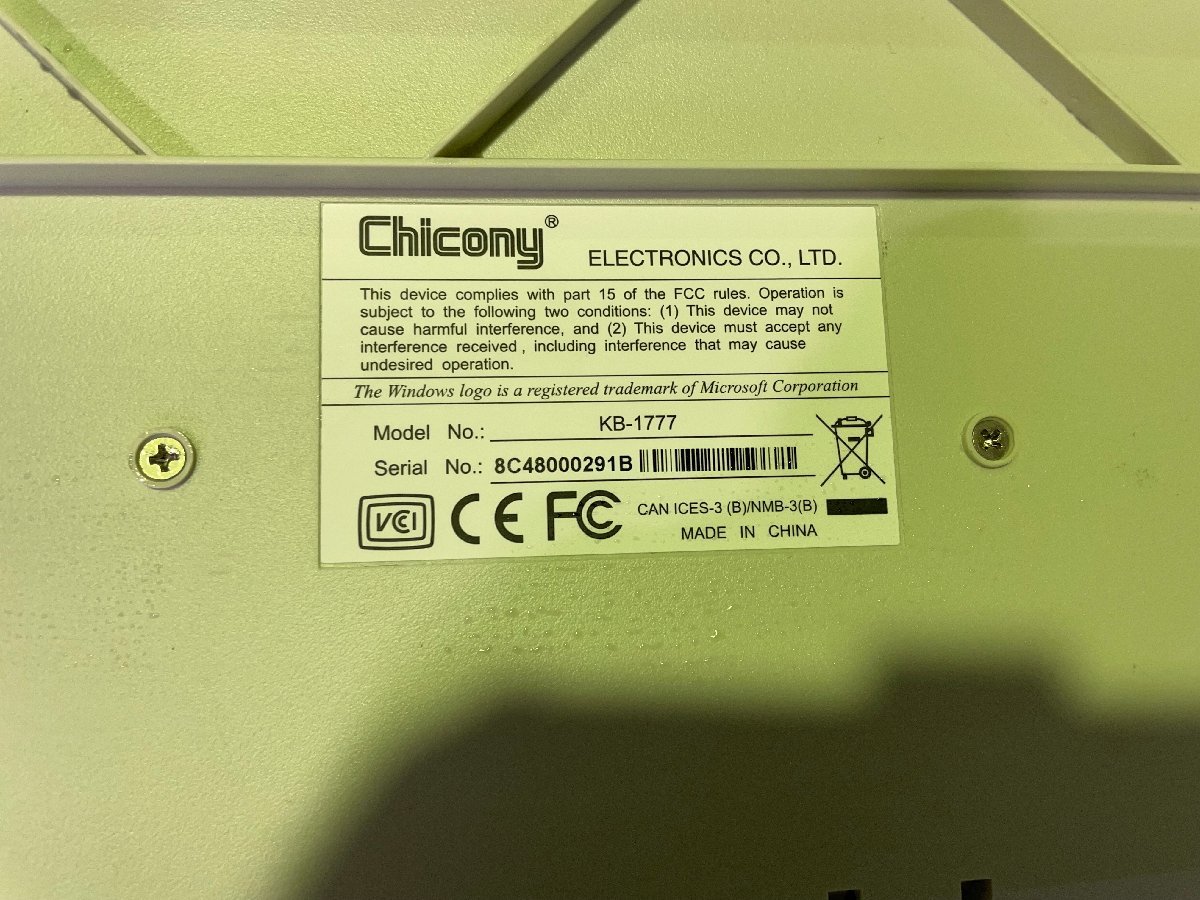 Chicony®
ELECTRONICS CO., LTD.
This device complies with part 15 of the FCC rules. Operation is
subject to the following two conditions: (1) This device may not
cause harmful interference, and (2) This device must accept any
interference received , including interference that may cause
undesired operation.
The Windows logo is a registered trademark of Microsoft Corporation
Model No.: KB-1777
Serial No.: 8C48000291B
VCI CE FC CAN ICES-3 (B)/NMB-3(B)
MADE IN CHINA